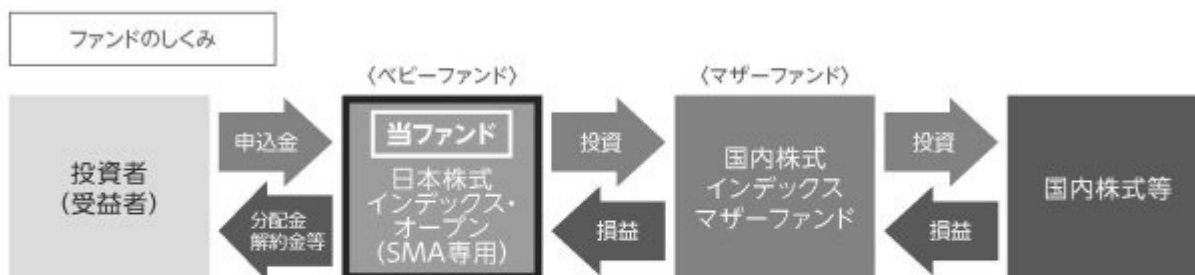 ファンドのしくみ
〈ベビーファンド〉
〈マザーファンド〉
投資者
(受益者)
申込金
分配金
解約金等
当ファンド
日本株式
インデックス・
オープン
(SMA専用)
投資
損益
国内株式
インデックス
マザーファンド
投資
損益
国内株式等